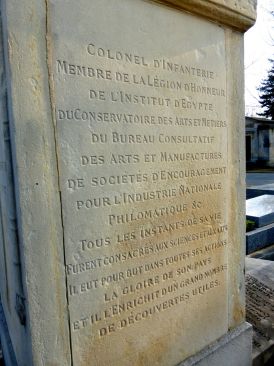 COLONEL D'INFANTERIE
MEMBRE DE LA LÉGION D'HONNEUR
DE L'INSTITUT D'EGYPTE
DU CONSERVATOIRE DES ARTS ET METIERS
DU BUREAU CONSULTATIF
DES ARTS ET MANUFACTURES
DE SOCIETÉS D'ENCOURAGEMENT
POUR L'INDUSTRIE NATIONALE
PHILOMATIQUE &C.
TOUS LES INSTANTS DE SA VIE
FURENT CONSACRÉS AUX SCIENCES ET AUX ARTS
IL EUT POUR BUT DANS TOUTES SES ACTIONS
LA GLOIRE DE SON PAYS
ET IL L'ENRICHIT D'UN GRAND NOMBRE
DE DÉCOUVERTES UTILES.